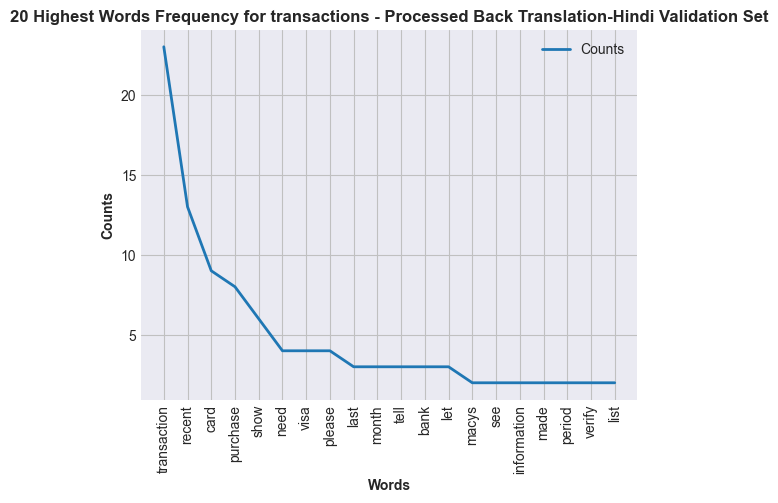 20 Highest Words Frequency for transactions - Processed Back Translation-Hindi Validation Set
Counts
20
15
10
5
Counts
transaction
recent
card
purchase
show
need
visa
please
last
month
tell
bank
let
macys
see
information
made
period
verify
list
Words